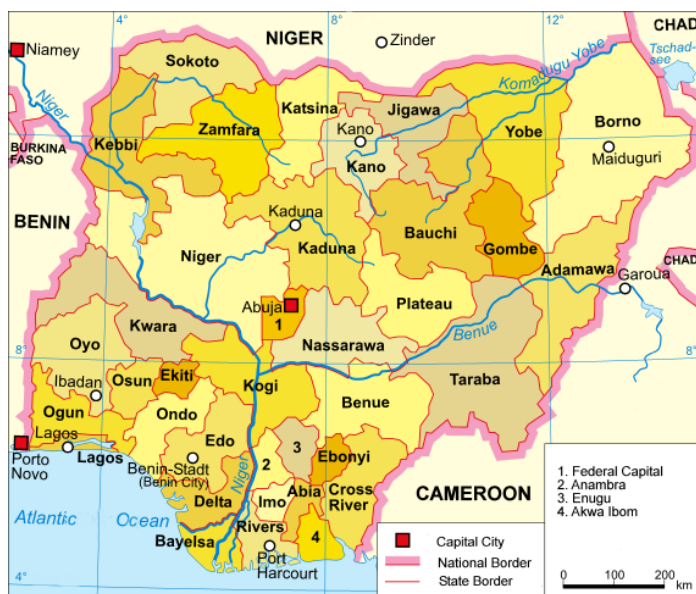 4°
8°
12°
CHAD
NIGER
Niamey
Zinder
Tschad-
see
Sokoto
Komadugu Yobe
Niger
Katsina
Jigawa
Kebbi
Zamfara
Kano
Yobe
Borno
BURKINA
FASO
Kano
Maiduguri
BENIN
Kaduna
Bauchi
Gombe
Niger
Kaduna
Adamawa
CHAD
Garoua
Abuja
1
Plateau
Kwara
Nassarawa
Benue
8°
8°
Oyo
Taraba
Ibadan
Osun
Ekiti
Kogi
Benue
Ogun
Ondo
Lagos
Edo
Porto
Novo
Lagos
2
3
Ebonyi
Benin-Stadt
(Benin City)
Niger
Delta
Imo
Abia
Cross
River
CAMEROON
Atlantic Ocean
Bayelsa
Rivers
4
Port
Harcourt
4°
1. Federal Capital
2. Anambra
3. Enugu
4. Akwa Ibom
Capital City
National Border
State Border
0 100 200
km